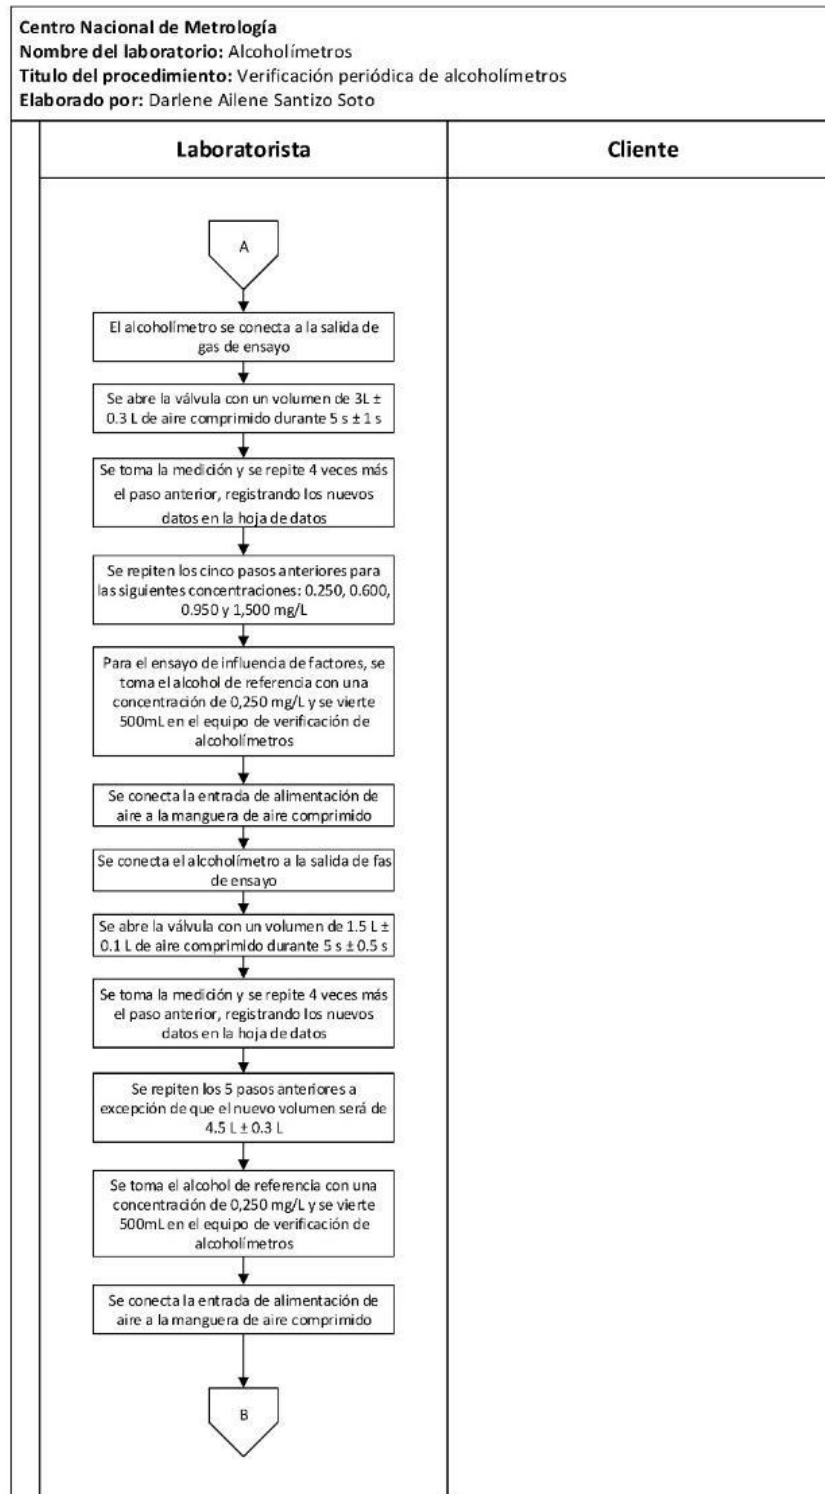 Centro Nacional de Metrología
Nombre del laboratorio: Alcoholímetros
Titulo del procedimiento: Verificación periódica de alcoholímetros
Elaborado por: Darlene Ailene Santizo Soto
Laboratorista
Cliente
A
El alcoholímetro se conecta a la salida de
gas de ensayo
Se abre la válvula con un volumen de 3L ±
0.3 L de aire comprimido durante 5 s ± 1 s
Se toma la medición y se repite 4 veces más
el paso anterior, registrando los nuevos
datos en la hoja de datos
Se repiten los cinco pasos anteriores para
las siguientes concentraciones: 0.250, 0.600,
0.950 y 1,500 mg/L
Para el ensayo de influencia de factores, se
toma el alcohol de referencia con una
concentración de 0,250 mg/L y se vierte
500mL en el equipo de verificación de
alcoholímetros
Se conecta la entrada de alimentación de
aire a la manguera de aire comprimido
Se conecta el alcoholímetro a la salida de fas
de ensayo
Se abre la válvula con un volumen de 1.5 L ±
0.1 L de aire comprimido durante 5 s ± 0.5 s
Se toma la medición y se repite 4 veces más
el paso anterior, registrando los nuevos
datos en la hoja de datos
Se repiten los 5 pasos anteriores a
excepción de que el nuevo volumen será de
4.5 L ± 0.3 L
Se toma el alcohol de referencia con una
concentración de 0,250 mg/L y se vierte
500mL en el equipo de verificación de
alcoholímetros
Se conecta la entrada de alimentación de
aire a la manguera de aire comprimido
B